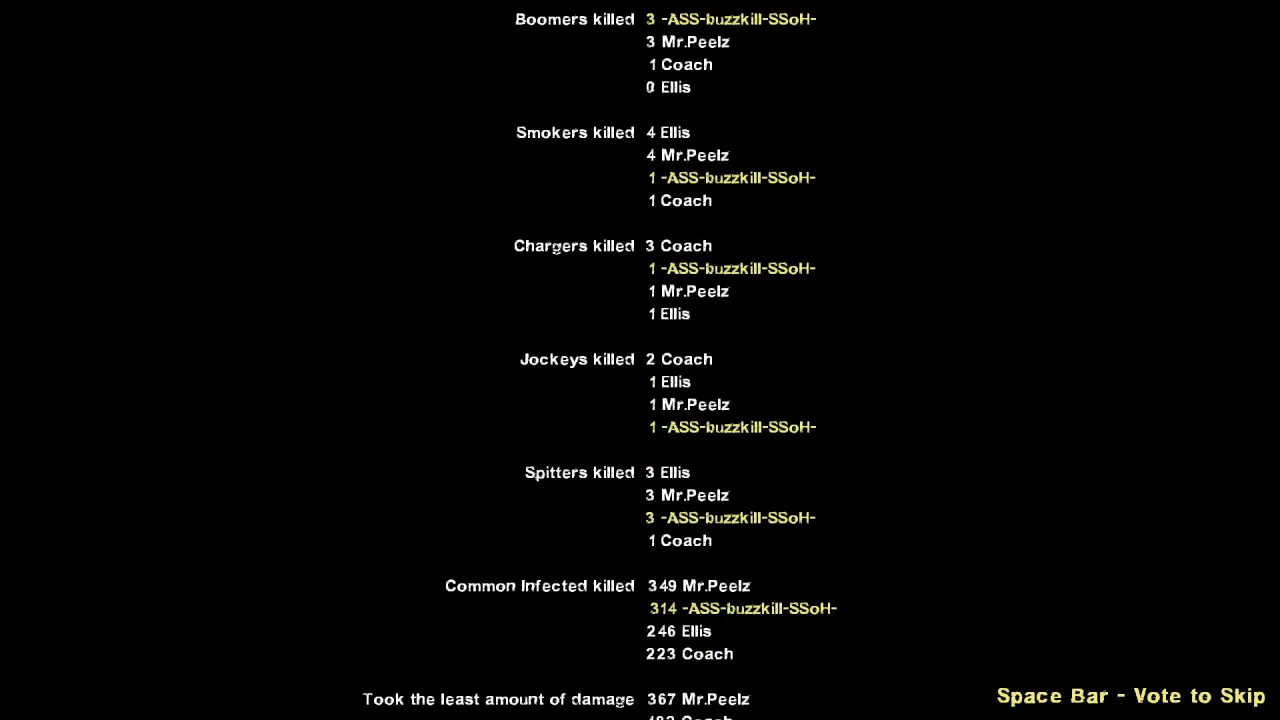 Boomers killed 3 -ASS-buzzkill-SSoH-
3 Mr.Peelz
1 Coach
0 Ellis
Smokers killed 4 Ellis
4 Mr.Peelz
1 -ASS-buzzkill-SSoH-
1 Coach
Chargers killed 3 Coach
1 -ASS-buzzkill-SSoH-
1 Mr.Peelz
1 Ellis
Jockeys killed 2 Coach
1 Ellis
1 Mr.Peelz
1 -ASS-buzzkill-SSoH-
Spitters killed 3 Ellis
3 Mr.Peelz
3 -ASS-buzzkill-SSoH-
1 Coach
Common Infected killed 349 Mr.Peelz
314 -ASS-buzzkill-SSoH-
246 Ellis
223 Coach
Took the least amount of damage 367 Mr.Peelz
Coach
Space Bar - Vote to Skip